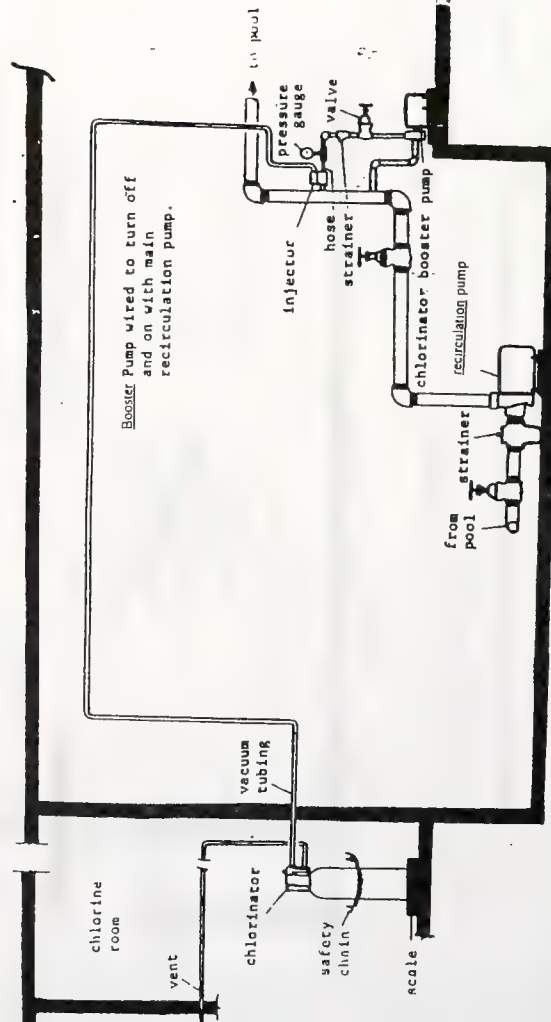 chlorine
room
vent
chlorinator
safety
chain
scale
vacuum
tubing
Booster Pump wired to turn off
and on with main
recirculation pump.
to pool
pressure
gauge
valve
injector
hose
strainer
chlorinator booster pump
recirculation pump
strainer
from
pool